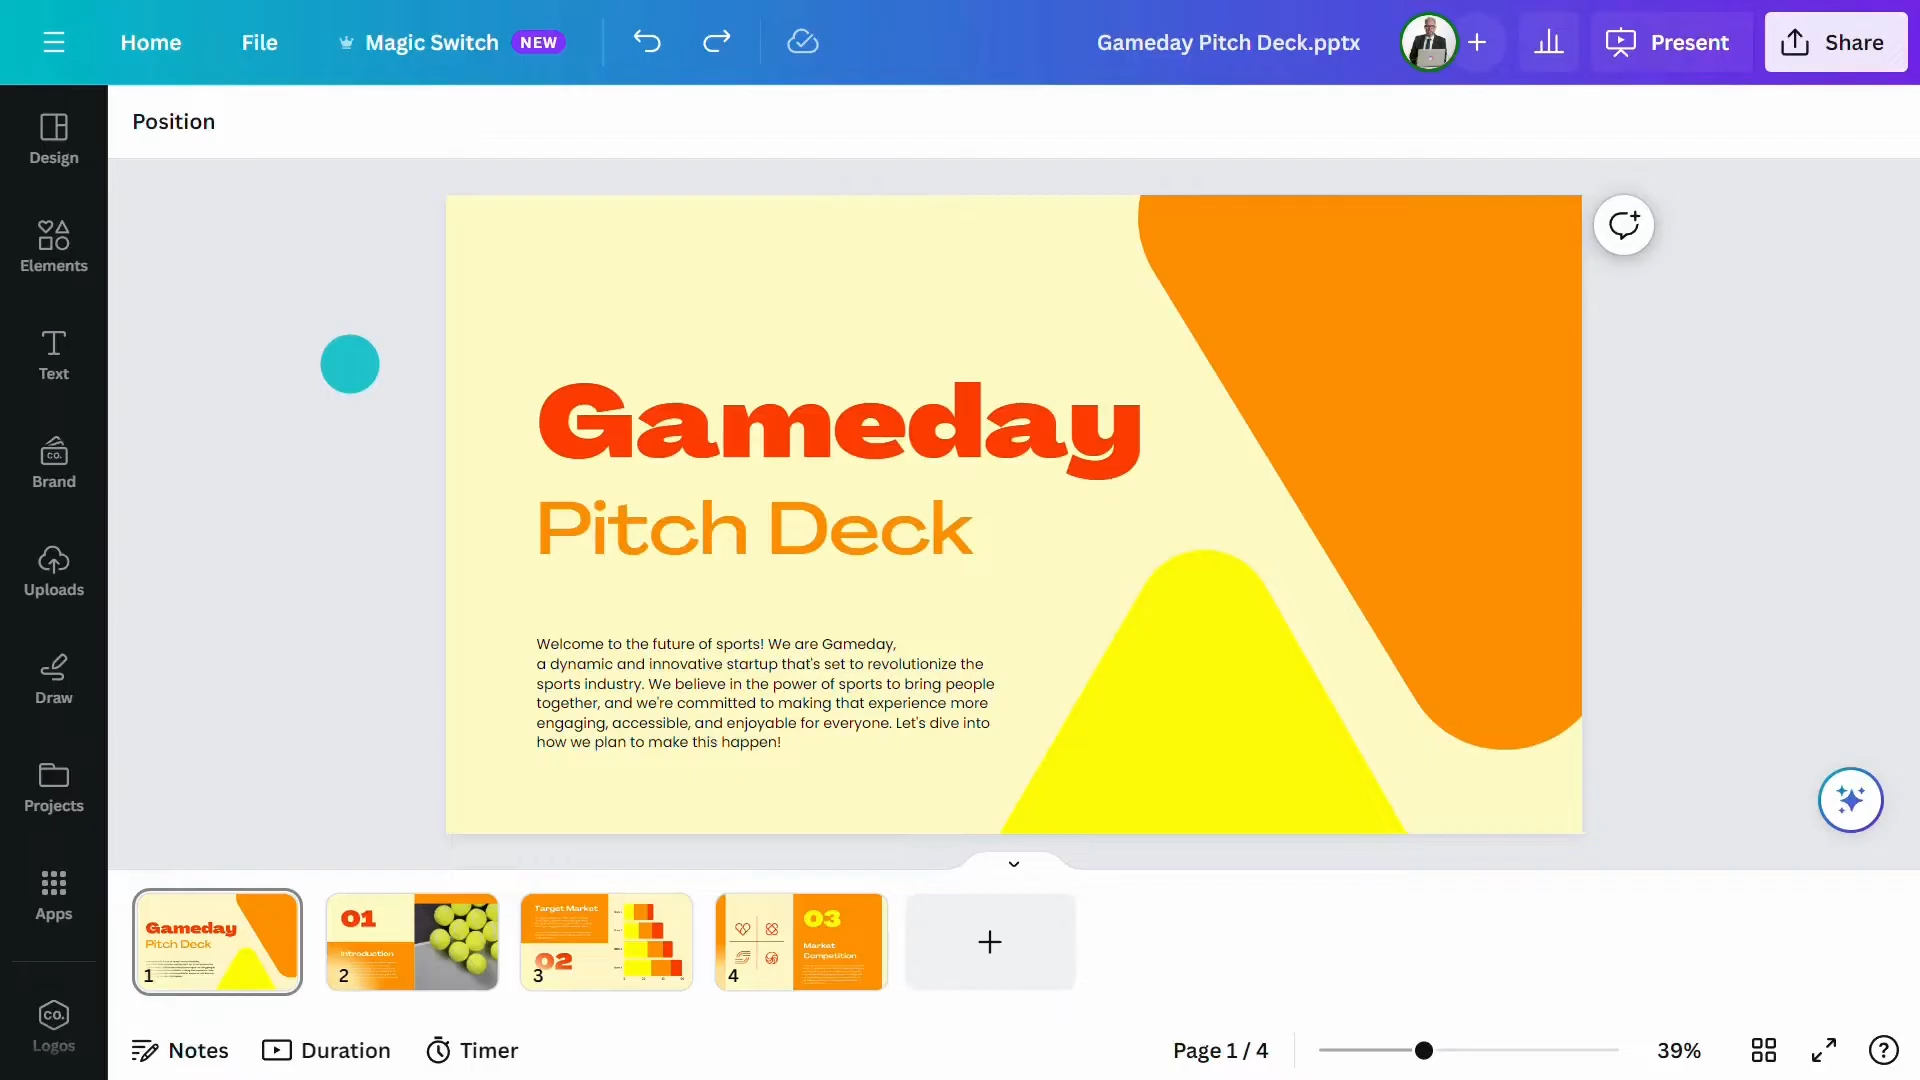 Home
File
Magic Switch
NEW
Gameday Pitch Deck.pptx
Present
Share
Position
Design
Elements
Text
CO.
Brand
Uploads
Draw
Projects
Apps
CO.
Logos
Gameday
Pitch Deck
Welcome to the future of sports! We are Gameday,
a dynamic and innovative startup that's set to revolutionize the
sports industry. We believe in the power of sports to bring people
together, and we're committed to making that experience more
engaging, accessible, and enjoyable for everyone. Let's dive into
how we plan to make this happen!
Gameday
Pitch Deck
1
01
Introduction
2
Target Market
02
3
03
Market
Competition
4
Notes
Duration
Timer
Page 1 / 4
39%